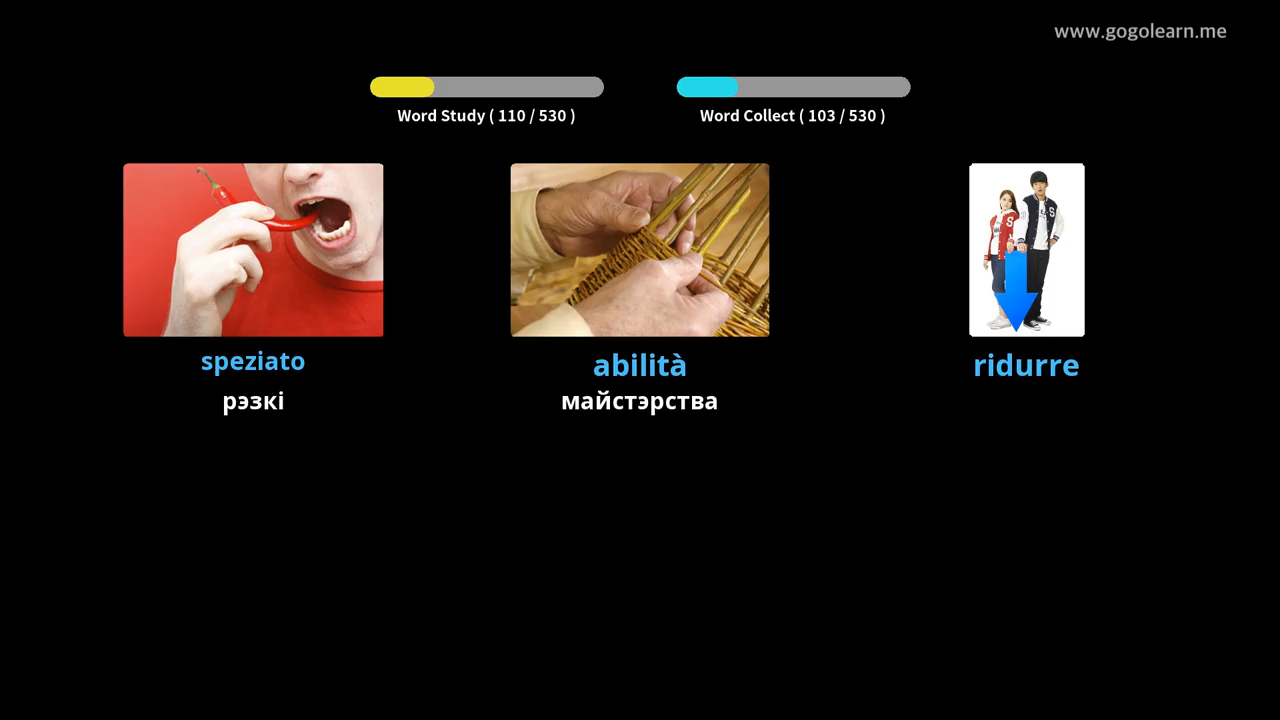 www.gogolearn.me
Word Study ( 110 / 530 )
Word Collect ( 103 / 530 )
speziato
рэзкі
abilità
майстэрства
ridurre